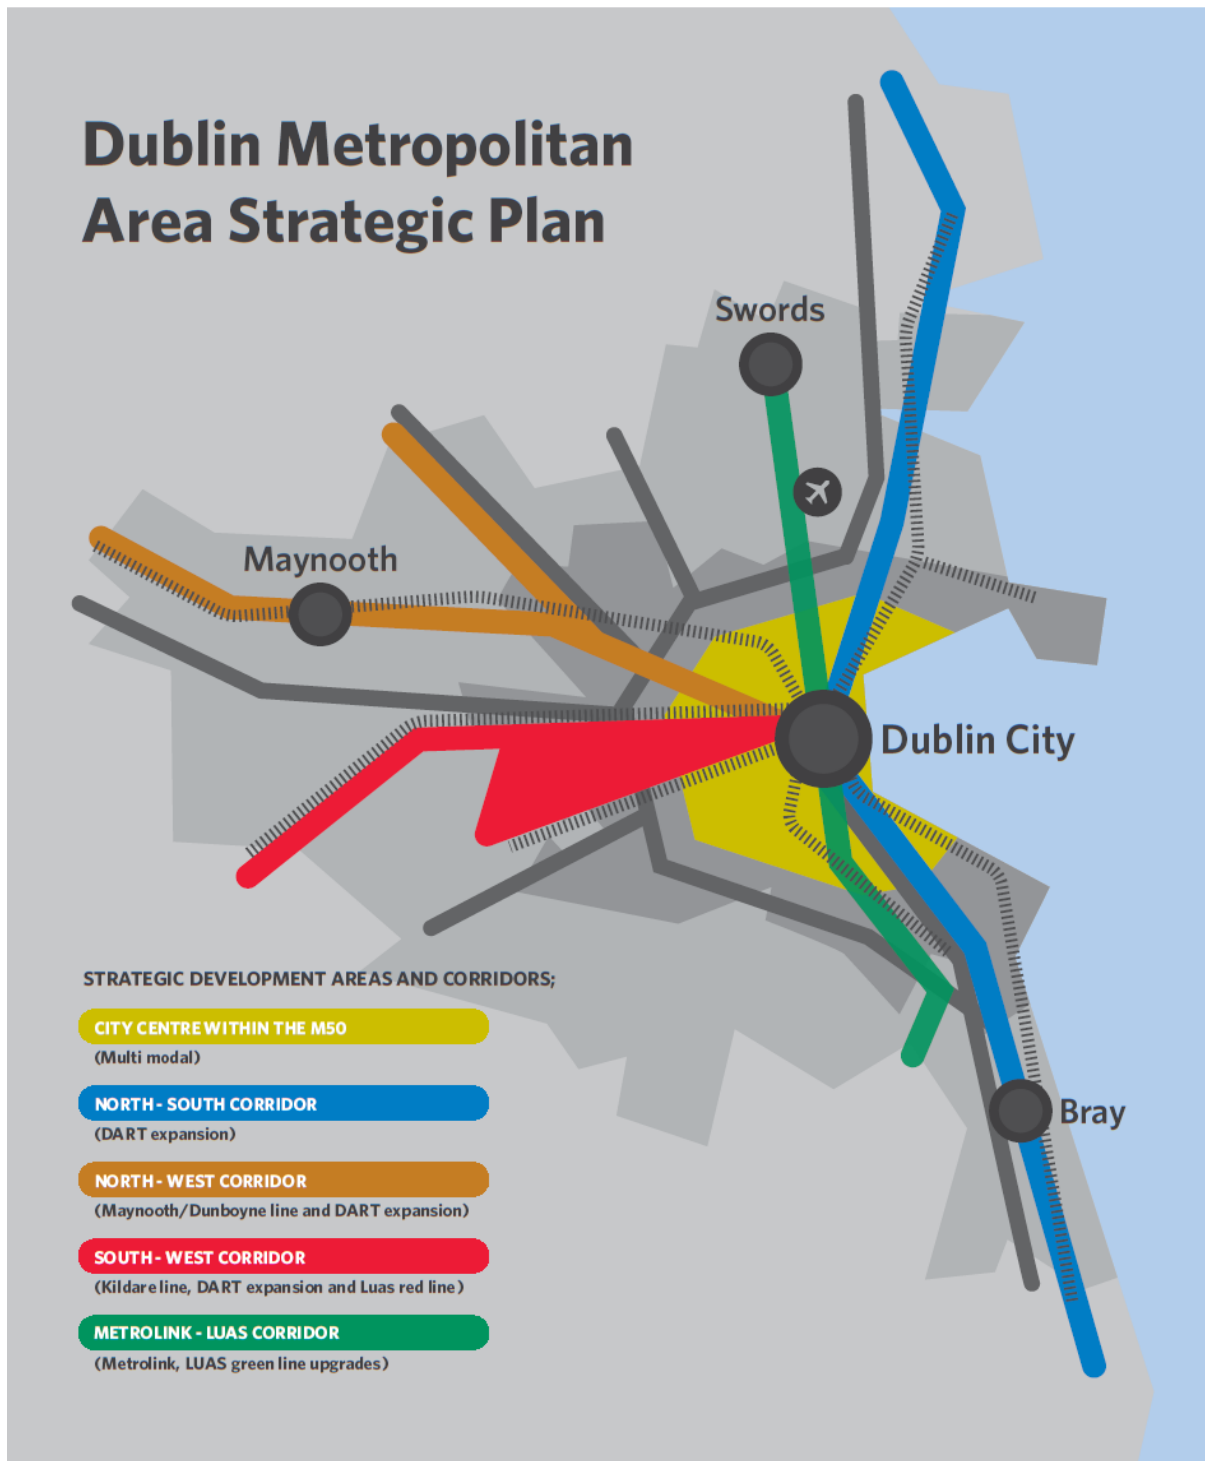 Dublin Metropolitan
Area Strategic Plan
Swords
Maynooth
Dublin City
Bray
STRATEGIC DEVELOPMENT AREAS AND CORRIDORS;
CITY CENTRE WITHIN THE M50
(Multi modal)
NORTH - SOUTH CORRIDOR
(DART expansion)
NORTH - WEST CORRIDOR
(Maynooth/Dunboyne line and DART expansion)
SOUTH - WEST CORRIDOR
(Kildare line, DART expansion and Luas red line)
METROLINK - LUAS CORRIDOR
(Metrolink, LUAS green line upgrades)